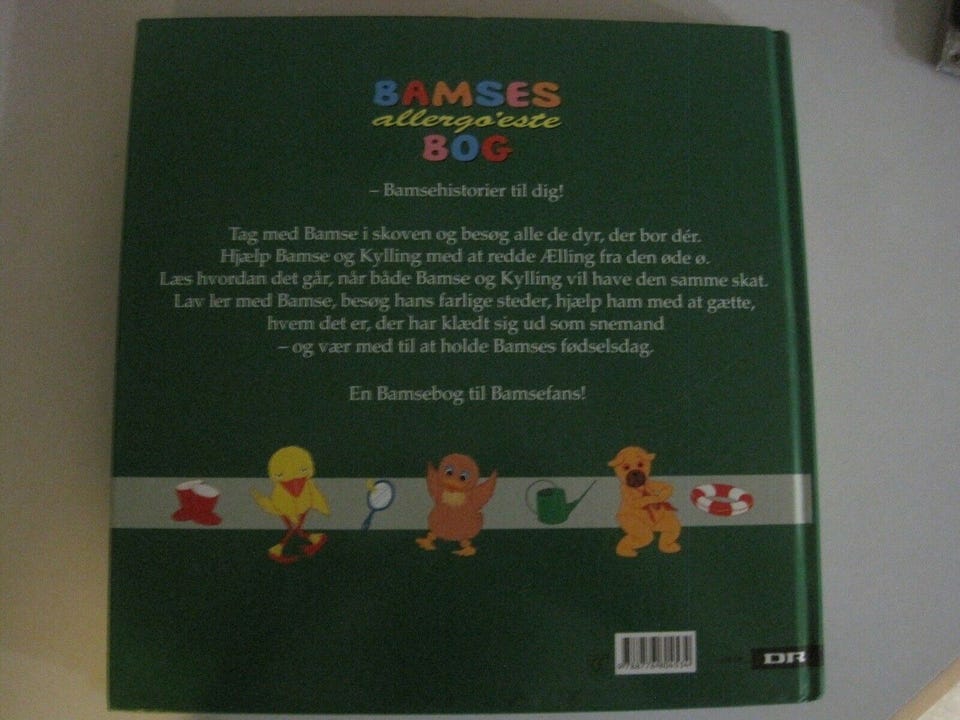 BAMSES
allergo'este
BOG
– Bamsehistorier til dig!
Tag med Bamse i skoven og besøg alle de dyr, der bor dér.
Hjælp Bamse og Kylling med at redde Ælling fra den øde ø.
Læs hvordan det går, når både Bamse og Kylling vil have den samme skat.
Lav ler med Bamse, besøg hans farlige steder, hjælp ham med at gætte,
hvem det er, der har klædt sig ud som snemand
– og vær med til at holde Bamses fødselsdag.
En Bamsebog til Bamsefans!
DR